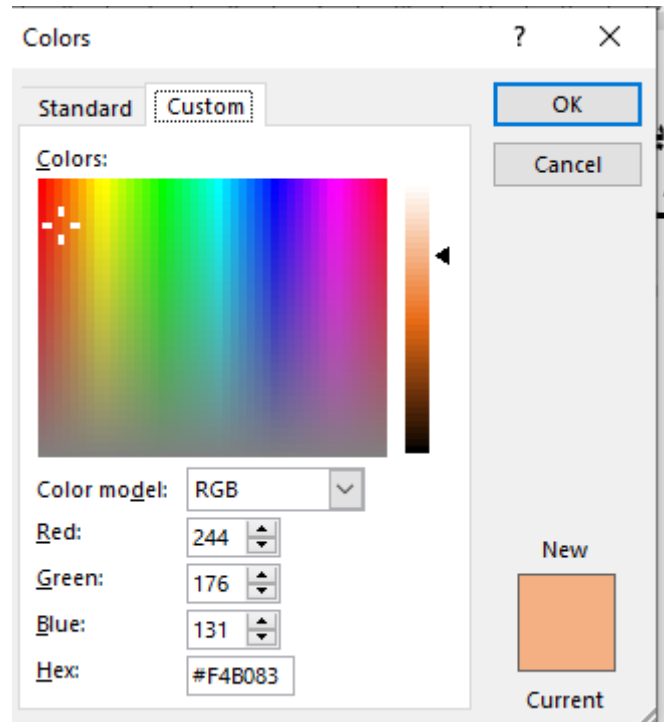 Colors
?
Standard
Custom
OK
Cancel
Colors:
Color model: RGB
Red: 244
Green: 176
Blue: 131
Hex: #F4B083
New
Current